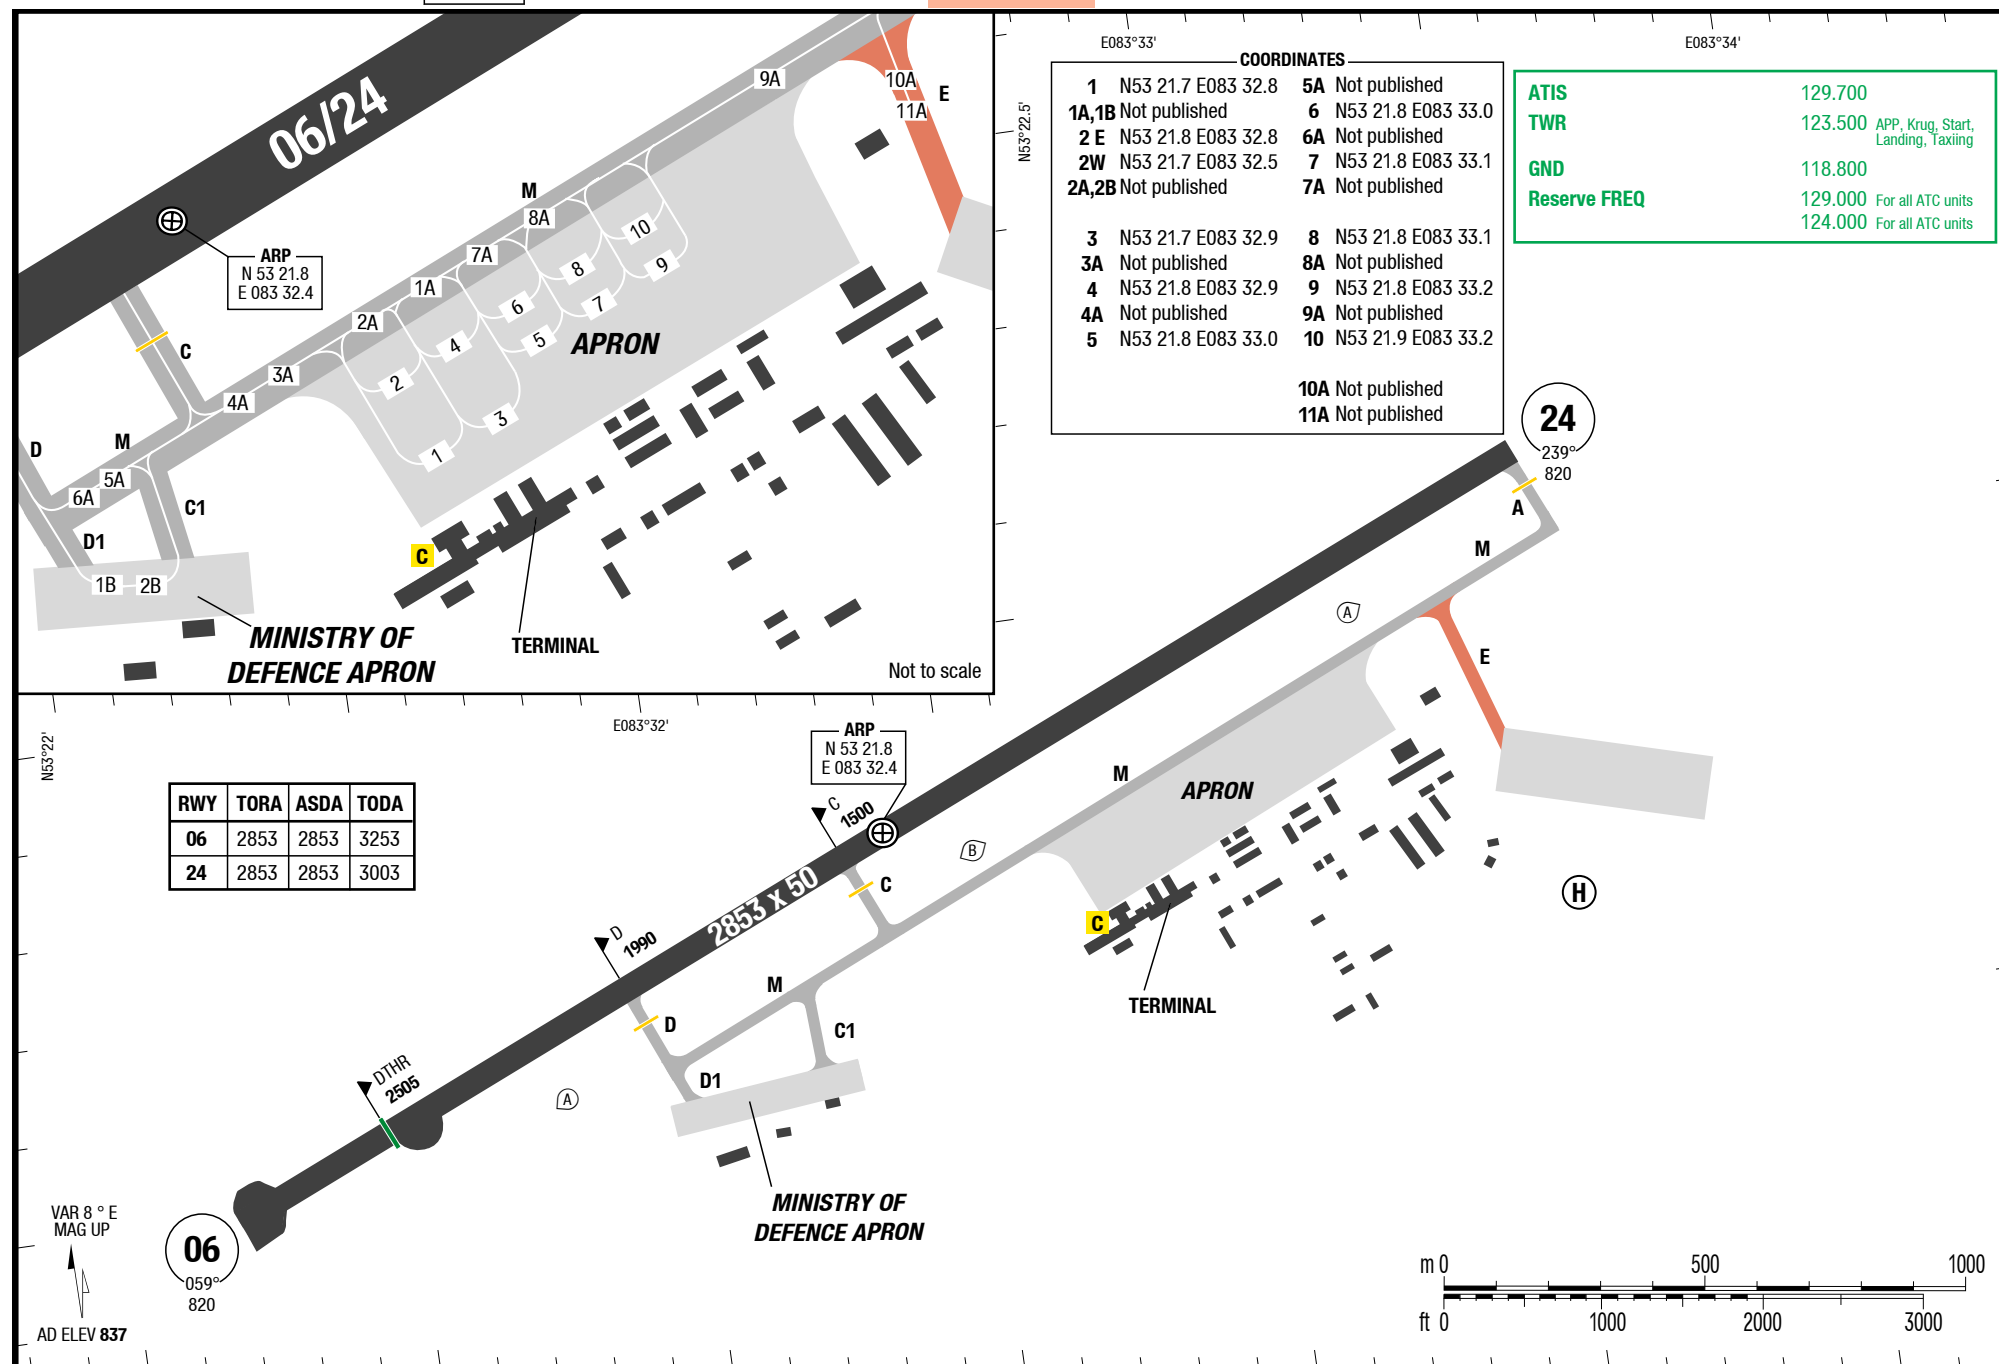 06/24
ARP
N 53 21.8
E 083 32.4
9A
10A
11A
E
M
8A
7A
1A
2A
3A
4A
10
9
8
7
6
5
4
3
2
1
C
D
M
5A
6A
C1
D1
1B
2B
APRON
C
MINISTRY OF
DEFENCE APRON
TERMINAL
Not to scale
E083°33'
E083°34'
N53°22.5'
COORDINATES
1 N53 21.7 E083 32.8 5A Not published
1A,1B Not published 6 N53 21.8 E083 33.0
2 E N53 21.8 E083 32.8 6A Not published
2W N53 21.7 E083 32.5 7 N53 21.8 E083 33.1
2A,2B Not published 7A Not published
3 N53 21.7 E083 32.9 8 N53 21.8 E083 33.1
3A Not published 8A Not published
4 N53 21.8 E083 32.9 9 N53 21.8 E083 33.2
4A Not published 9A Not published
5 N53 21.8 E083 33.0 10 N53 21.9 E083 33.2
10A Not published
11A Not published
ATIS 129.700
TWR 123.500 APP, Krug, Start,
Landing, Taxiing
GND 118.800
Reserve FREQ 129.000 For all ATC units
124.000 For all ATC units
24
239°
820
A
M
A
E
E083°32'
N53°22'
ARP
N 53 21.8
E 083 32.4
M
APRON
RWY TORA ASDA TODA
06 2853 2853 3253
24 2853 2853 3003
C
1500
B
C
2853 x 50
D
1990
H
C
M
TERMINAL
D
C1
DTHR
2505
D1
A
MINISTRY OF
DEFENCE APRON
VAR 8 ° E
MAG UP
06
059°
820
AD ELEV 837
m 0 500 1000
ft 0 1000 2000 3000